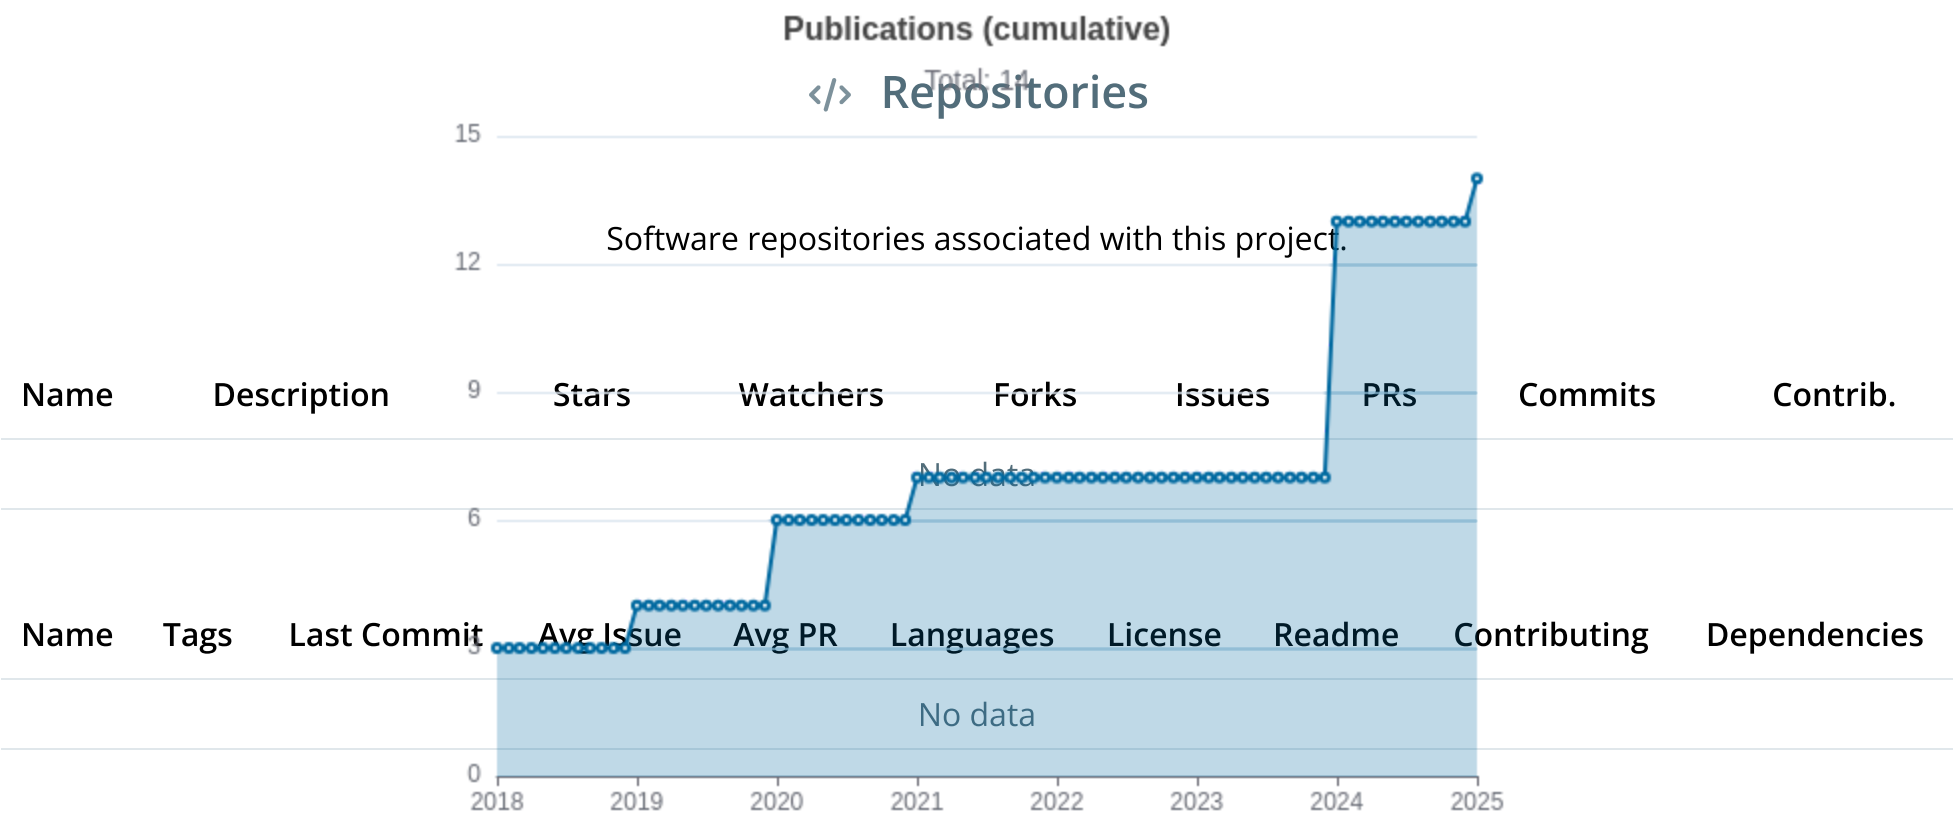 Publications (cumulative)
Total: 14
Repositories
15
Software repositories associated with this project.
12
9
Name Description Stars Watchers Forks Issues PRs Commits Contrib.
No data
6
Name Tags Last Commit Avg Issue Avg PR Languages License Readme Contributing Dependencies
3
No data
0
2018 2019 2020 2021 2022 2023 2024 2025